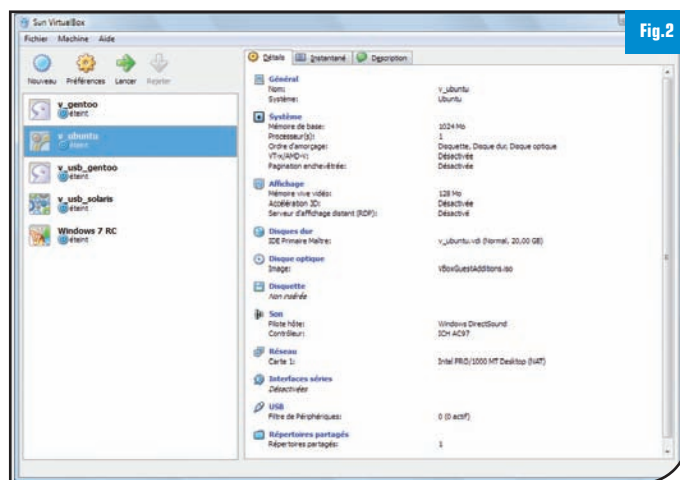 Sun VirtualBox
Fig.2
Fichier Machine Aide
Nouveau Préférences Lancer Rejeter
v_gentoo
éteint
v_ubuntu
éteint
v_usb_gentoo
éteint
v_usb_solaris
éteint
Windows 7 RC
éteint
Détails Instantané Description
Général
Nom: v_ubuntu
Système: Ubuntu
Système
Mémoire de base: 1024 Mo
Processeur(s): 1
Ordre d'amorçage: Disquette, Disque dur, Disque optique
VT-x/AMD-V: Désactivée
Pagination enchevêtrée: Désactivée
Affichage
Mémoire vive vidéo: 128 Mo
Accélération 3D: Désactivée
Serveur d'affichage distant (RDP): Désactivé
Disques dur
IDE Primaire Maître: v_ubuntu.vdi (Normal, 20,00 GB)
Disque optique
Image: VBoxGuestAdditions.iso
Disquette
Non insérée
Son
Pilote hôte: Windows DirectSound
Contrôleur: ICH AC97
Réseau
Carte 1: Intel PRO/1000 MT Desktop (NAT)
Interfaces séries
Désactivées
USB
Filtre de Périphériques: 0 (0 actif)
Répertoires partagés
Répertoires partagés: 1